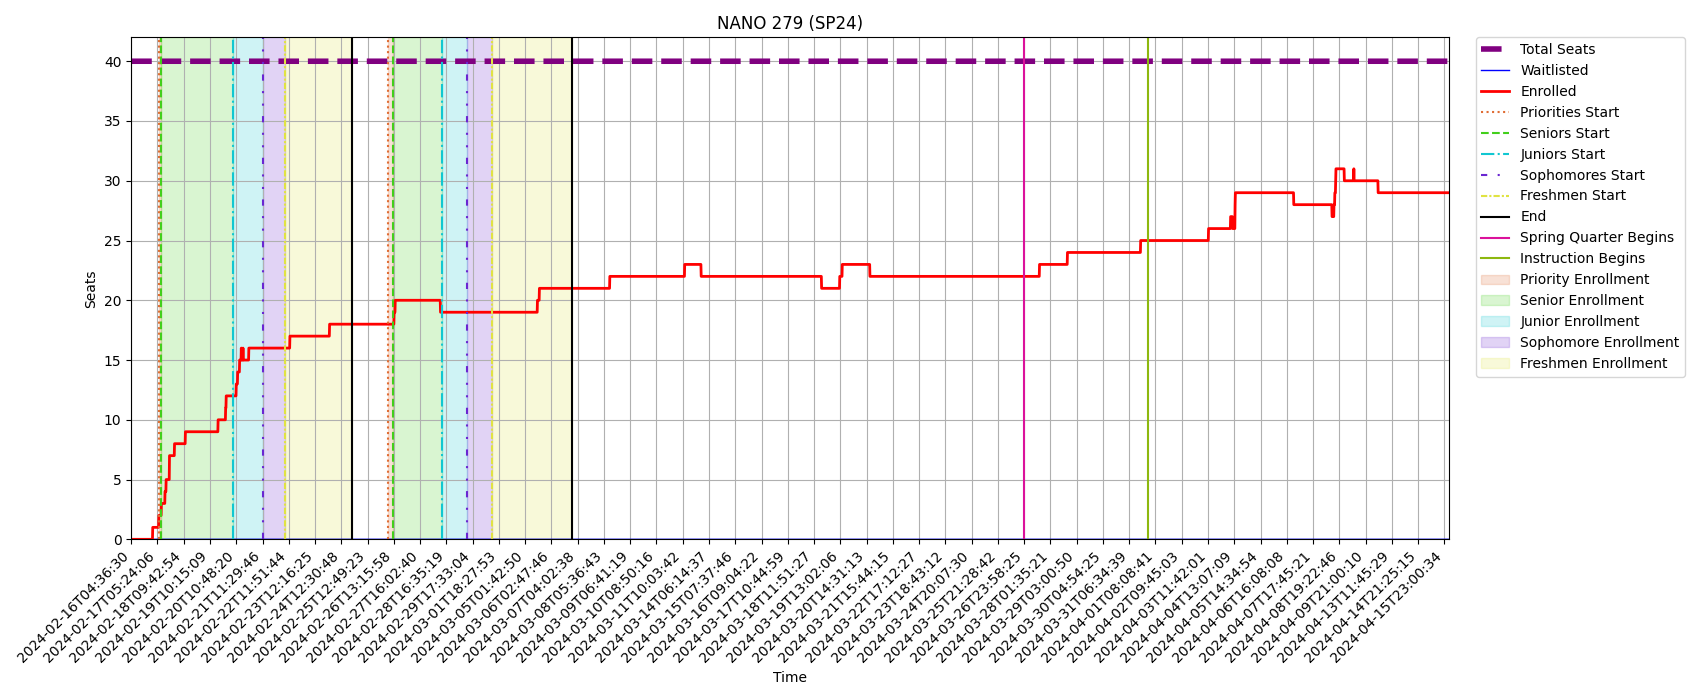 NANO 279 (SP24)
Seats
40
35
30
25
20
15
10
5
0
2024-02-16T04:36:30
2024-02-17T05:24:06
2024-02-18T09:42:54
2024-02-19T10:15:09
2024-02-20T10:48:20
2024-02-21T11:29:46
2024-02-22T11:51:44
2024-02-23T12:16:25
2024-02-24T12:30:48
2024-02-25T12:49:23
2024-02-26T13:15:58
2024-02-27T16:02:40
2024-02-28T16:35:19
2024-02-29T17:33:04
2024-03-01T18:27:53
2024-03-05T01:42:50
2024-03-06T02:47:46
2024-03-07T04:02:38
2024-03-08T05:36:43
2024-03-09T06:41:19
2024-03-10T08:50:16
2024-03-11T10:03:42
2024-03-14T06:14:37
2024-03-15T07:37:46
2024-03-16T09:04:22
2024-03-17T10:44:59
2024-03-18T11:51:27
2024-03-19T13:02:06
2024-03-20T14:31:13
2024-03-21T15:44:15
2024-03-22T17:12:27
2024-03-23T18:43:12
2024-03-24T20:07:30
2024-03-25T21:28:42
2024-03-26T23:58:25
2024-03-28T01:35:21
2024-03-29T03:00:50
2024-03-30T04:54:25
2024-03-31T06:34:39
2024-04-01T08:08:41
2024-04-02T09:45:03
2024-04-03T11:42:01
2024-04-04T13:07:09
2024-04-05T14:34:54
2024-04-06T16:08:08
2024-04-07T17:45:21
2024-04-08T19:22:46
2024-04-09T21:00:10
2024-04-13T11:45:29
2024-04-14T21:25:15
2024-04-15T23:00:34
Time
Total Seats
Waitlisted
Enrolled
Priorities Start
Seniors Start
Juniors Start
Sophomores Start
Freshmen Start
End
Spring Quarter Begins
Instruction Begins
Priority Enrollment
Senior Enrollment
Junior Enrollment
Sophomore Enrollment
Freshmen Enrollment